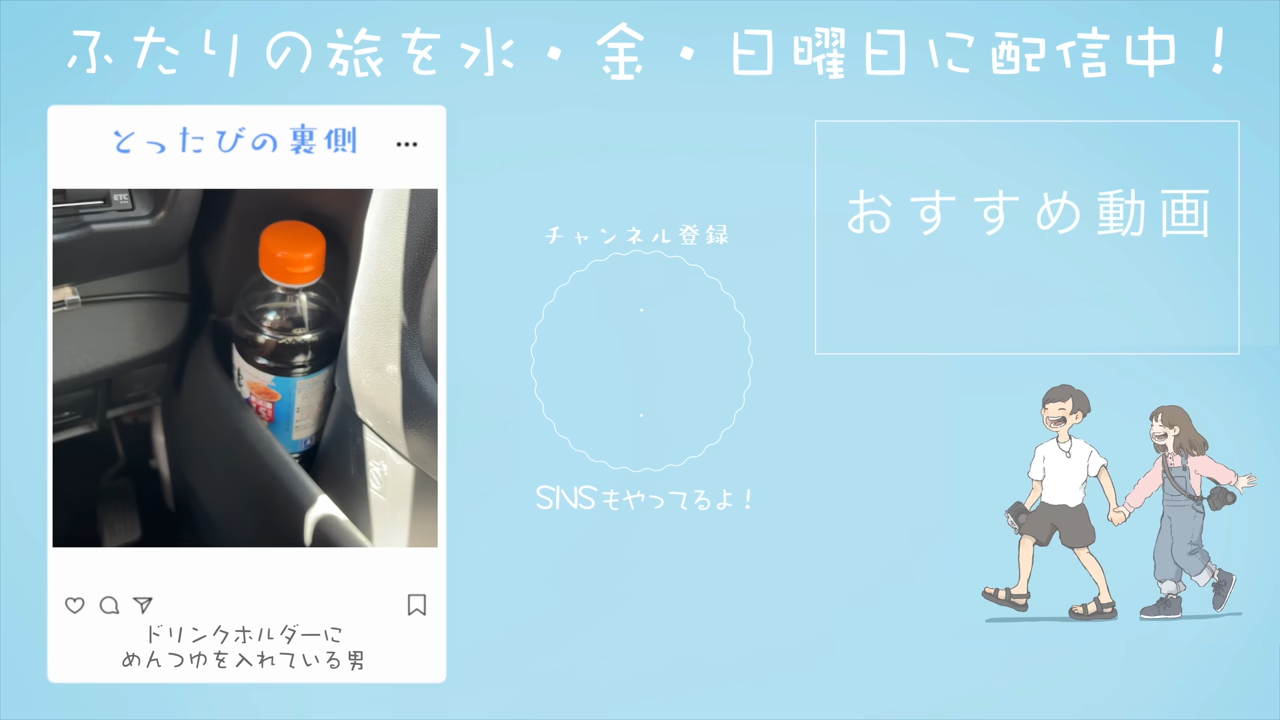 ふたりの旅を水・金・日曜日に配信中！
とったびの裏側
ETC
ドリンクホルダーに
めんつゆを入れている男
チャンネル登録
SNSもやってるよ！
おすすめ動画